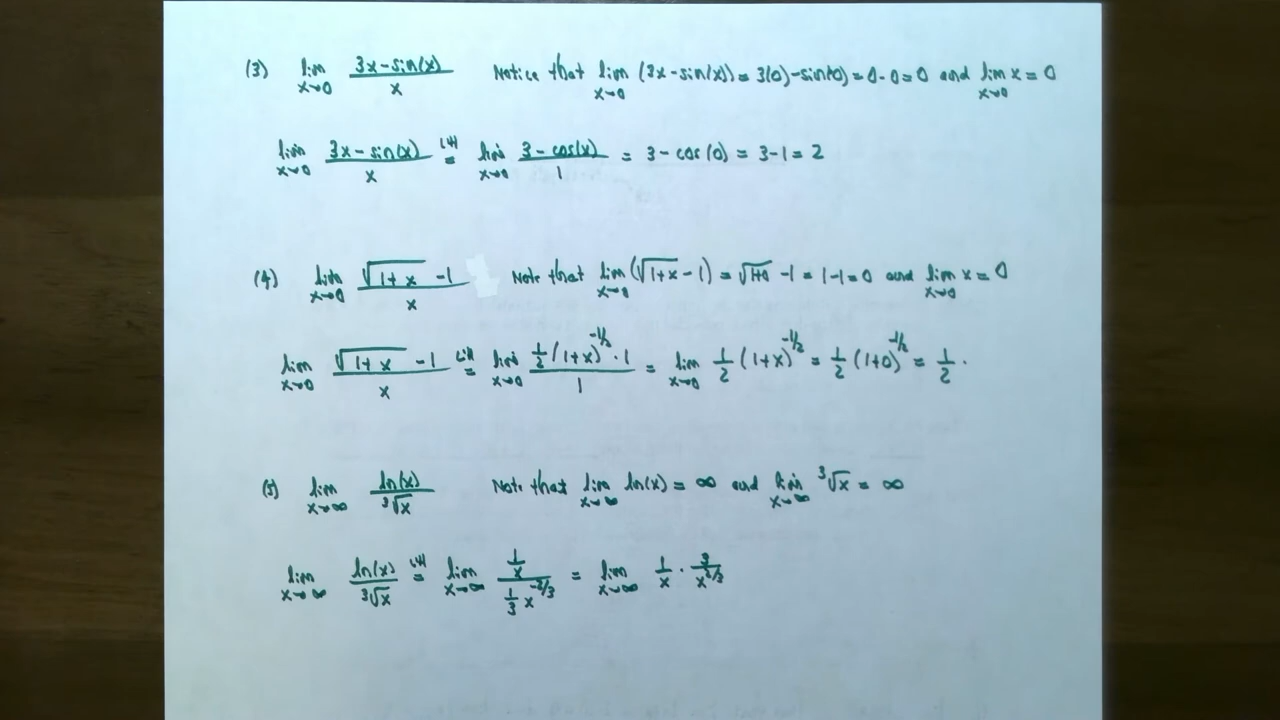 (3) lim x→0 (3x-sin(x))/x Notice that lim x→0 (3x-sin(x)) = 3(0)-sin(0) = 0-0 = 0 and lim x→0 x = 0
lim x→0 (3x-sin(x))/x =(LH) lim x→0 (3-cos(x))/1 = 3-cos(0) = 3-1 = 2
(4) lim x→0 (√(1+x) -1)/x Note that lim x→0 (√(1+x) -1) = √(1+0) -1 = 1-1 = 0 and lim x→0 x = 0
lim x→0 (√(1+x) -1)/x =(LH) lim x→0 (1/2 (1+x)^(-1/2) · 1)/1 = lim x→0 1/2 (1+x)^(-1/2) = 1/2 (1+0)^(-1/2) = 1/2 .
(5) lim x→∞ ln(x)/∛x Note that lim x→∞ ln(x) = ∞ and lim x→∞ ∛x = ∞
lim x→∞ ln(x)/∛x =(LH) lim x→∞ (1/x)/(1/3 x^(-2/3)) = lim x→∞ 1/x · 3/x^(2/3)